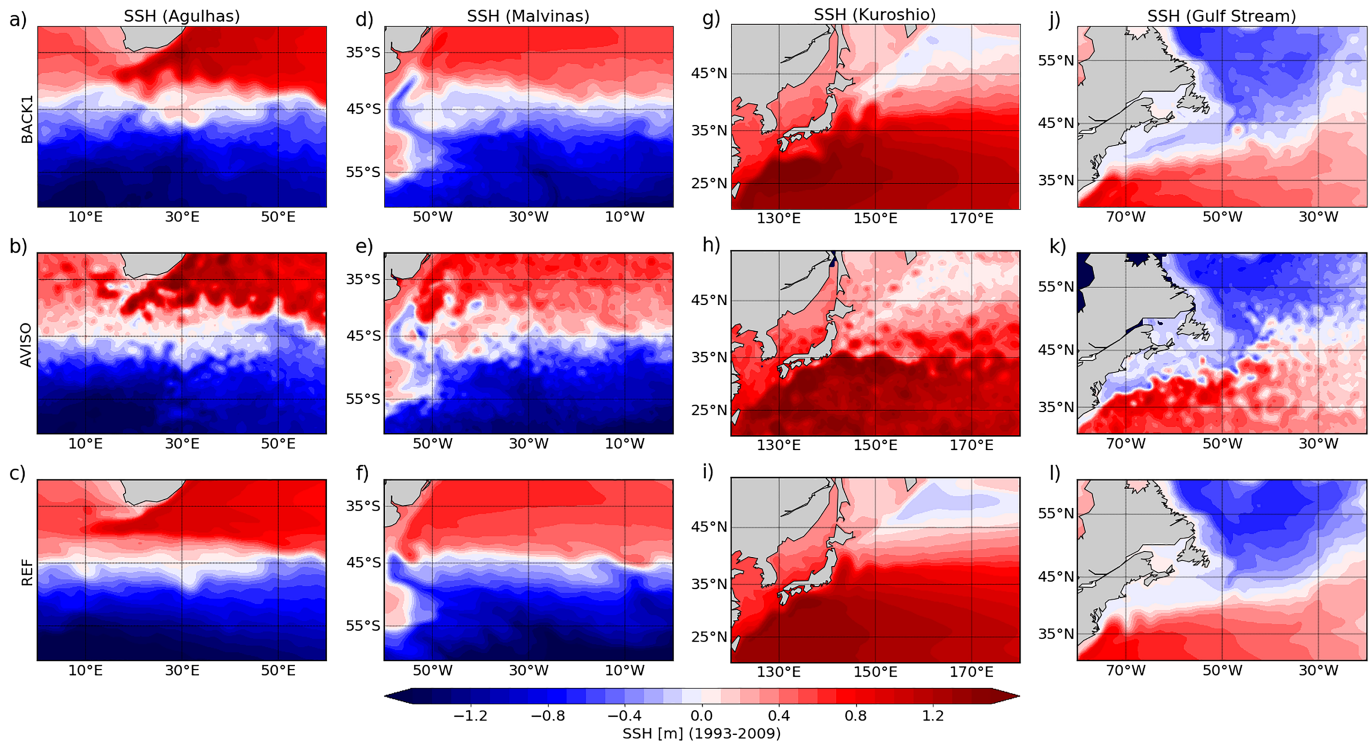 a) SSH (Agulhas) d) SSH (Malvinas) g) SSH (Kuroshio) j) SSH (Gulf Stream)
BACK1
35°S
45°S
55°S
45°N
35°N
25°N
55°N
45°N
35°N
10°E 30°E 50°E 50°W 30°W 10°W 130°E 150°E 170°E 70°W 50°W 30°W
b) e) h) k)
AVISO
35°S
45°S
55°S
45°N
35°N
25°N
55°N
45°N
35°N
10°E 30°E 50°E 50°W 30°W 10°W 130°E 150°E 170°E 70°W 50°W 30°W
c) f) i) l)
REF
35°S
45°S
55°S
45°N
35°N
25°N
55°N
45°N
35°N
10°E 30°E 50°E 50°W 30°W 10°W 130°E 150°E 170°E 70°W 50°W 30°W
−1.2 −0.8 −0.4 0.0 0.4 0.8 1.2
SSH [m] (1993-2009)